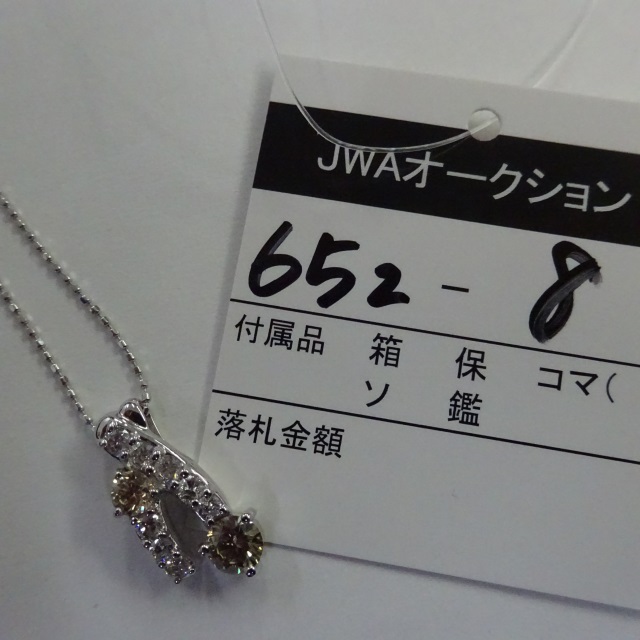 JWAオークション
652-8
付属品 箱 保 コマ(
ソ 鑑
落札金額